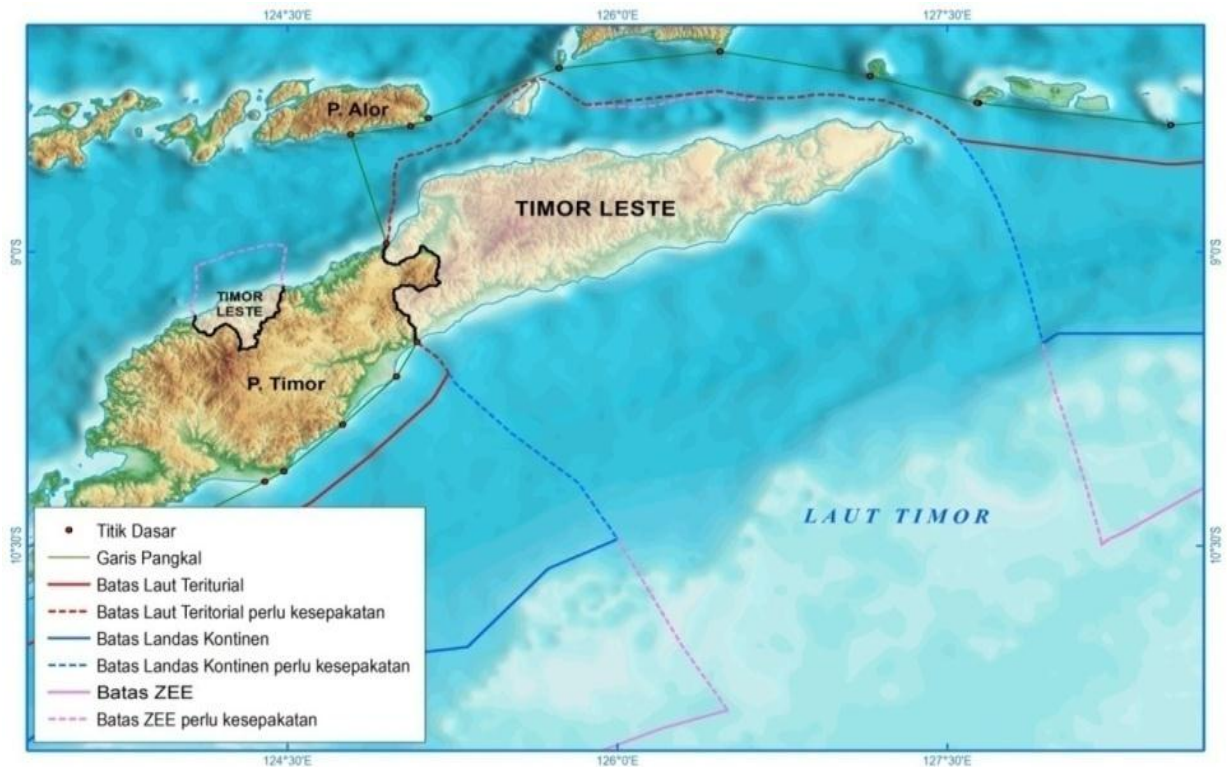 124°30'E 126°0'E 127°30'E
P. Alor
TIMOR LESTE
9°0'S 9°0'S
TIMOR
LESTE
P. Timor
LAUT TIMOR
10°30'S 10°30'S
Titik Dasar
Garis Pangkal
Batas Laut Teriturial
Batas Laut Teritorial perlu kesepakatan
Batas Landas Kontinen
Batas Landas Kontinen perlu kesepakatan
Batas ZEE
Batas ZEE perlu kesepakatan
124°30'E 126°0'E 127°30'E